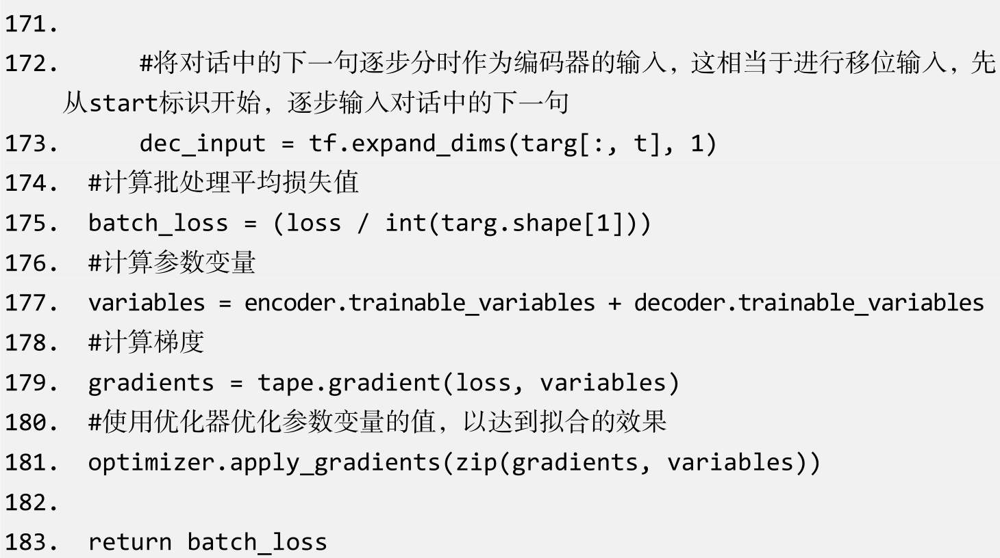 171.
172. #将对话中的下一句逐步分时作为编码器的输入，这相当于进行移位输入，先
从start标识开始，逐步输入对话中的下一句
173. dec_input = tf.expand_dims(targ[:, t], 1)
174. #计算批处理平均损失值
175. batch_loss = (loss / int(targ.shape[1]))
176. #计算参数变量
177. variables = encoder.trainable_variables + decoder.trainable_variables
178. #计算梯度
179. gradients = tape.gradient(loss, variables)
180. #使用优化器优化参数变量的值，以达到拟合的效果
181. optimizer.apply_gradients(zip(gradients, variables))
182.
183. return batch_loss